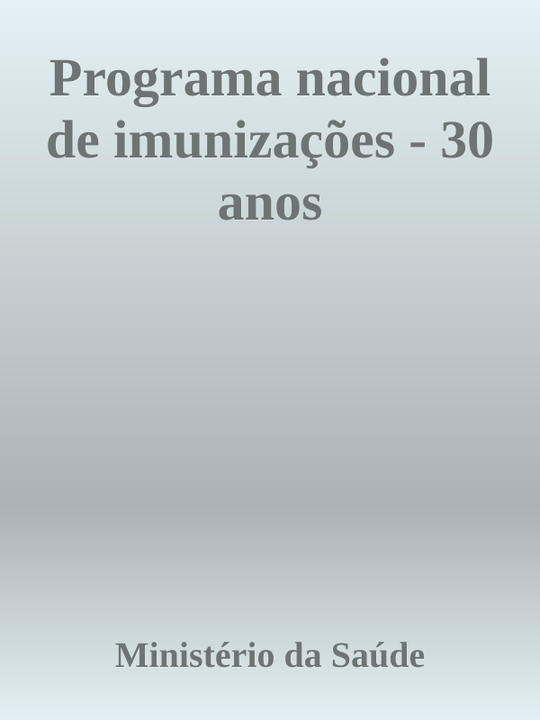 Programa nacional
de imunizações - 30
anos
Ministério da Saúde